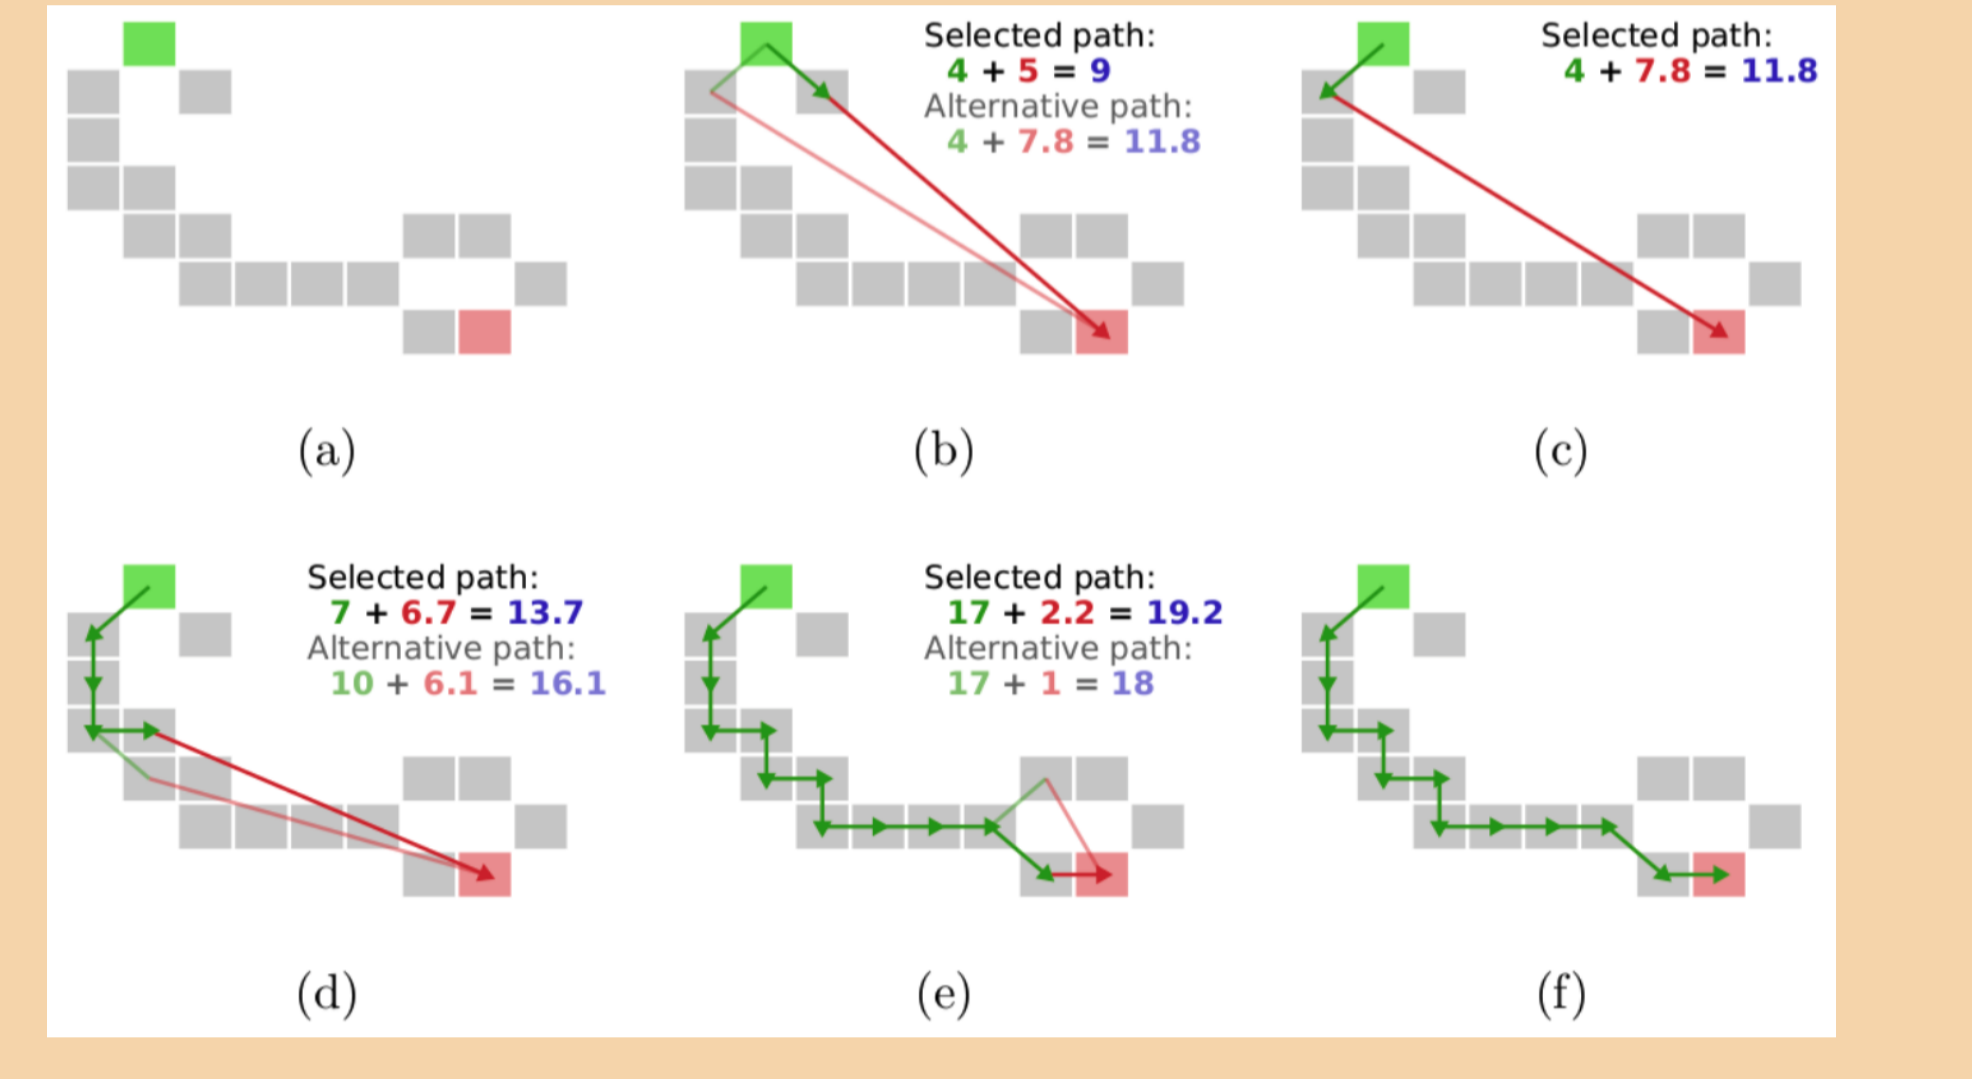 Selected path:
4 + 5 = 9
Alternative path:
4 + 7.8 = 11.8
Selected path:
4 + 7.8 = 11.8
(a)
(b)
(c)
Selected path:
7 + 6.7 = 13.7
Alternative path:
10 + 6.1 = 16.1
Selected path:
17 + 2.2 = 19.2
Alternative path:
17 + 1 = 18
(d)
(e)
(f)